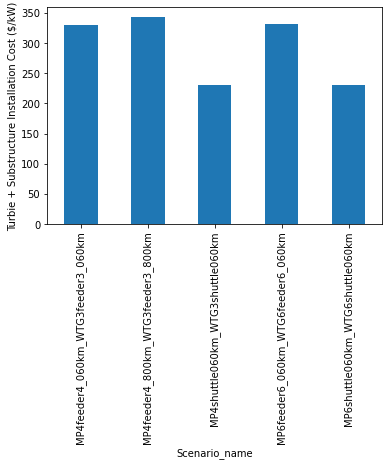 Turbie + Substructure Installation Cost ($/kW)
350
300
250
200
150
100
50
0
MP4feeder4_060km_WTG3feeder3_060km
MP4feeder4_800km_WTG3feeder3_800km
MP4shuttle060km_WTG3shuttle060km
MP6feeder6_060km_WTG6feeder6_060km
MP6shuttle060km_WTG6shuttle060km
Scenario_name